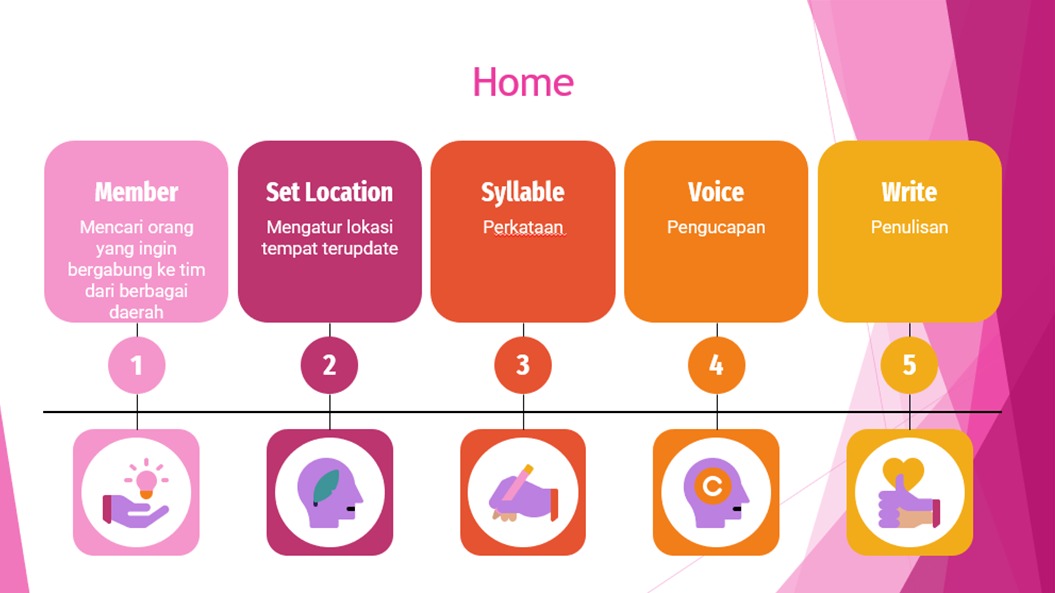 Home
Member
Mencari orang
yang ingin
bergabung ke tim
dari berbagai
daerah
Set Location
Mengatur lokasi
tempat terupdate
Syllable
Perkataan
Voice
Pengucapan
Write
Penulisan
1
2
3
4
5